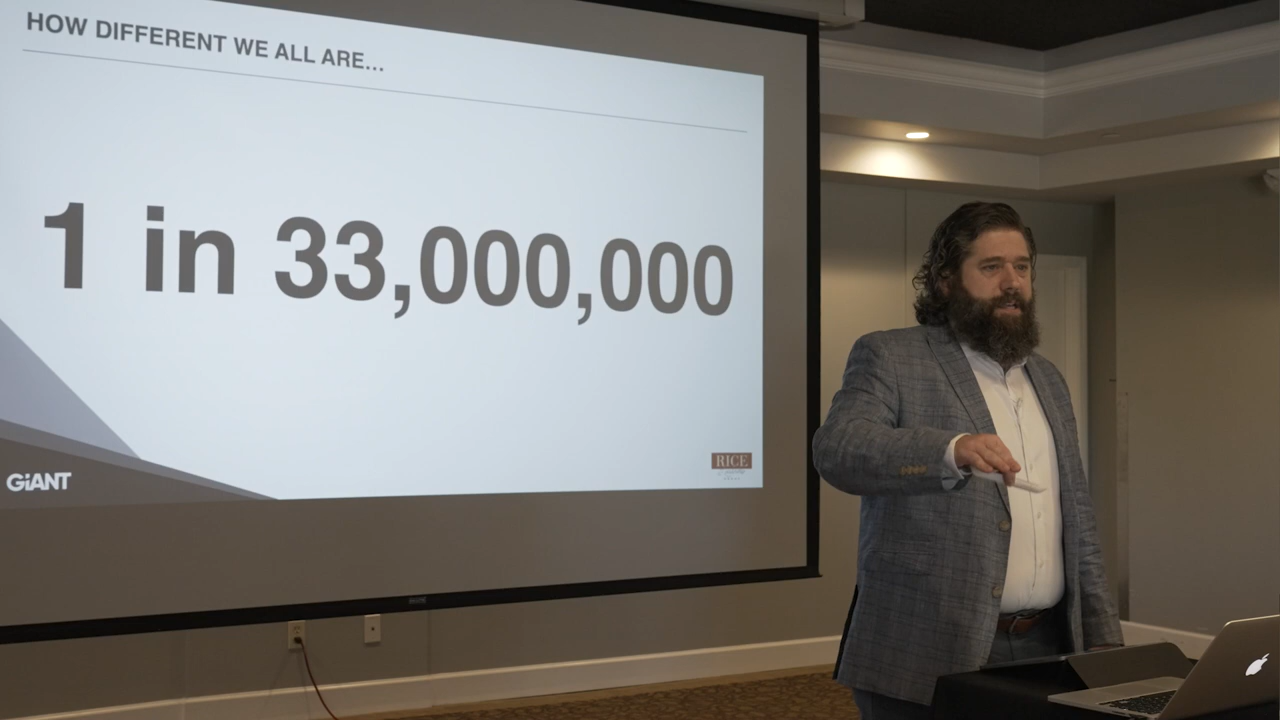 HOW DIFFERENT WE ALL ARE...
1 in 33,000,000
GiANT
RICE